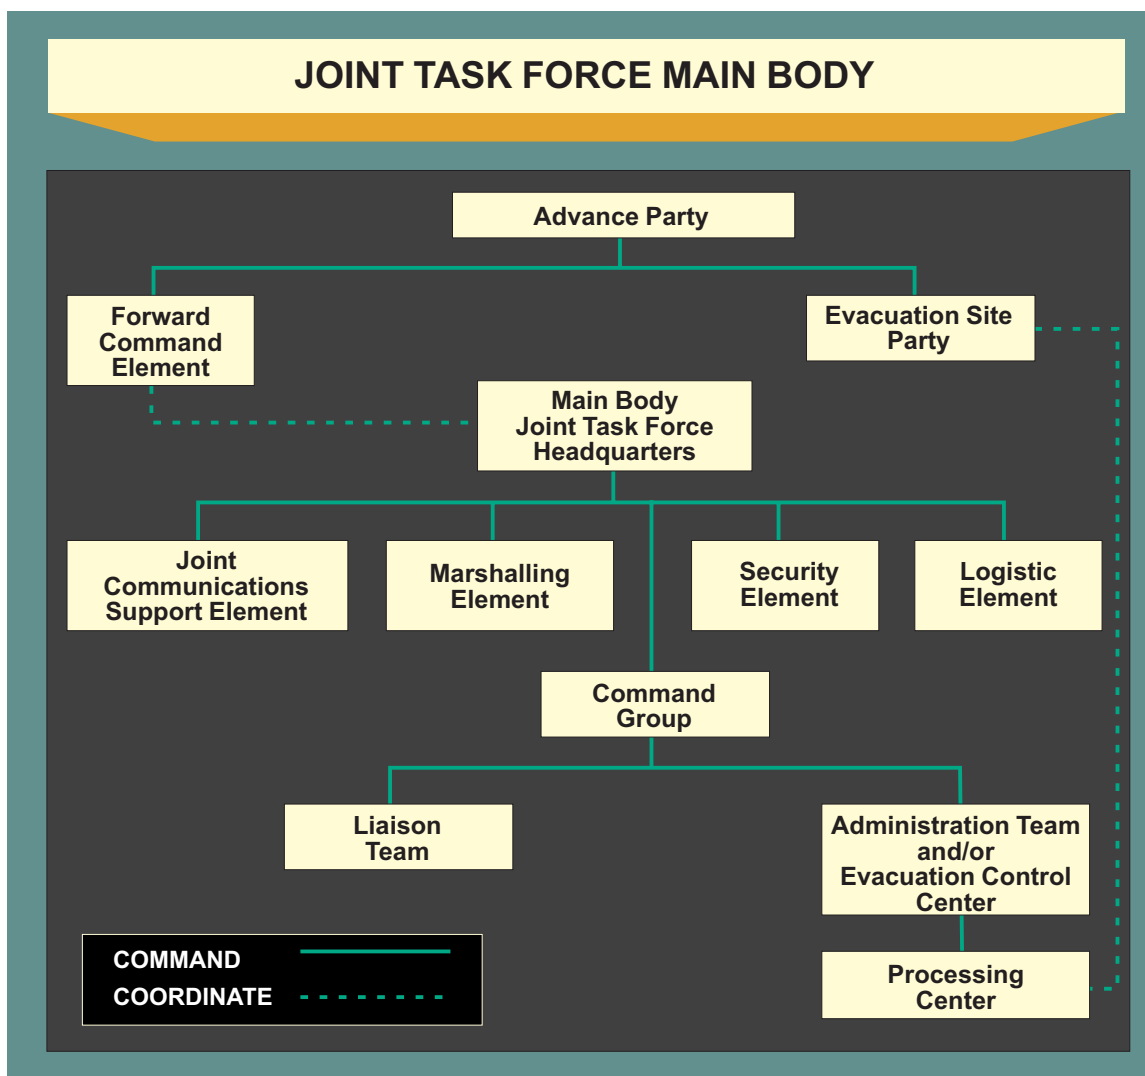 JOINT TASK FORCE MAIN BODY
Advance Party
Forward
Command
Element
Evacuation Site
Party
Main Body
Joint Task Force
Headquarters
Joint
Communications
Support Element
Marshalling
Element
Security
Element
Logistic
Element
Command
Group
Liaison
Team
Administration Team
and/or
Evacuation Control
Center
Processing
Center
COMMAND
COORDINATE